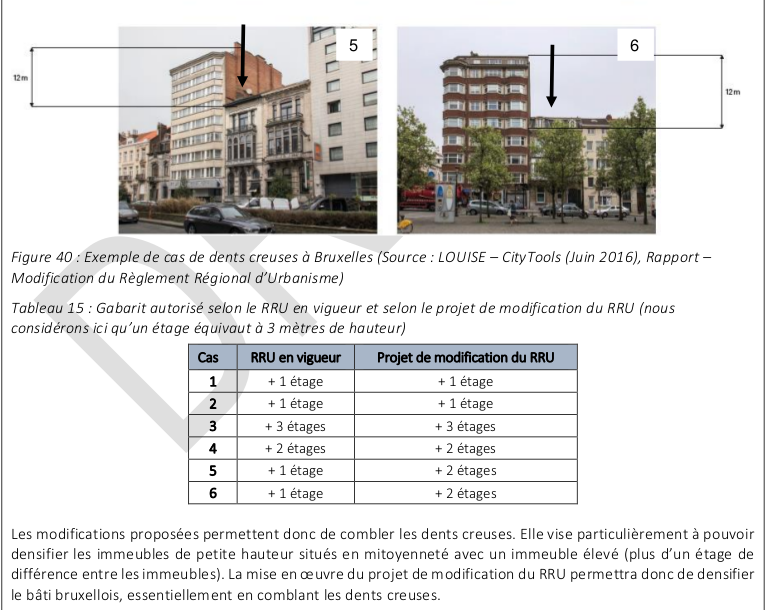 5
6
12m
12m
Figure 40 : Exemple de cas de dents creuses à Bruxelles (Source : LOUISE – CityTools (Juin 2016), Rapport –
Modification du Règlement Régional d'Urbanisme)
Tableau 15 : Gabarit autorisé selon le RRU en vigueur et selon le projet de modification du RRU (nous
considérons ici qu'un étage équivaut à 3 mètres de hauteur)
Cas RRU en vigueur Projet de modification du RRU
1 + 1 étage + 1 étage
2 + 1 étage + 1 étage
3 + 3 étages + 3 étages
4 + 2 étages + 2 étages
5 + 1 étage + 2 étages
6 + 1 étage + 2 étages
Les modifications proposées permettent donc de combler les dents creuses. Elle vise particulièrement à pouvoir
densifier les immeubles de petite hauteur situés en mitoyenneté avec un immeuble élevé (plus d'un étage de
différence entre les immeubles). La mise en œuvre du projet de modification du RRU permettra donc de densifier
le bâti bruxellois, essentiellement en comblant les dents creuses.